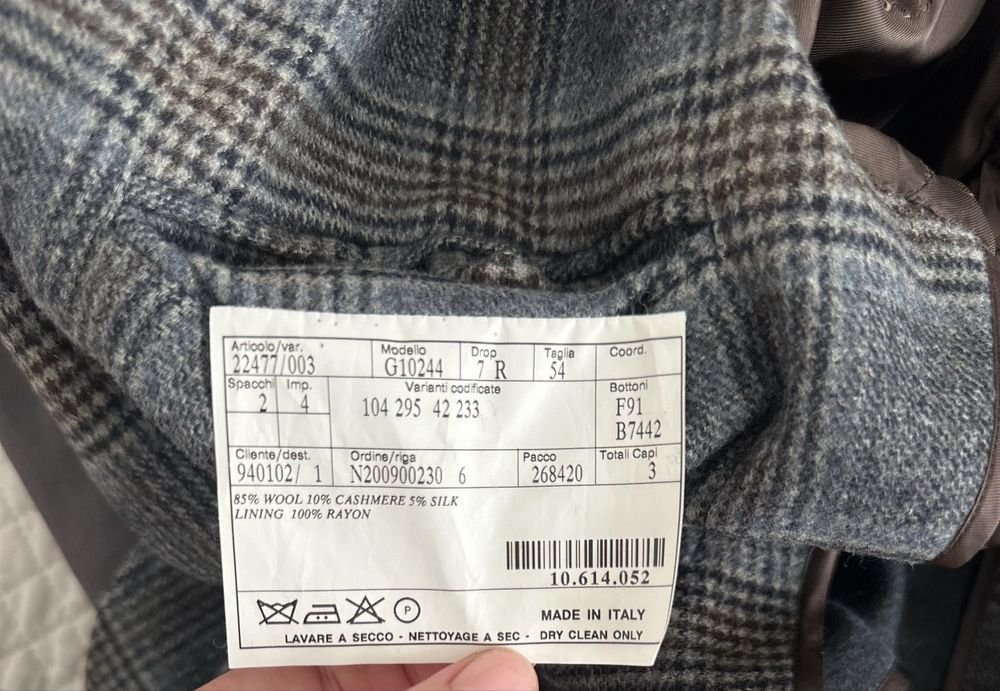 Articolo/var. Modello Drop Taglia Coord.
22477/003 G10244 7 R 54
Spacchi Imp. Varianti codificate Bottoni
2 4 104 295 42 233 F91
B7442
Cliente/dest. Ordine/riga Pacco Totali Capi
940102/ 1 N200900230 6 268420 3
85% WOOL 10% CASHMERE 5% SILK
LINING 100% RAYON
10.614.052
P MADE IN ITALY
LAVARE A SECCO - NETTOYAGE A SEC - DRY CLEAN ONLY